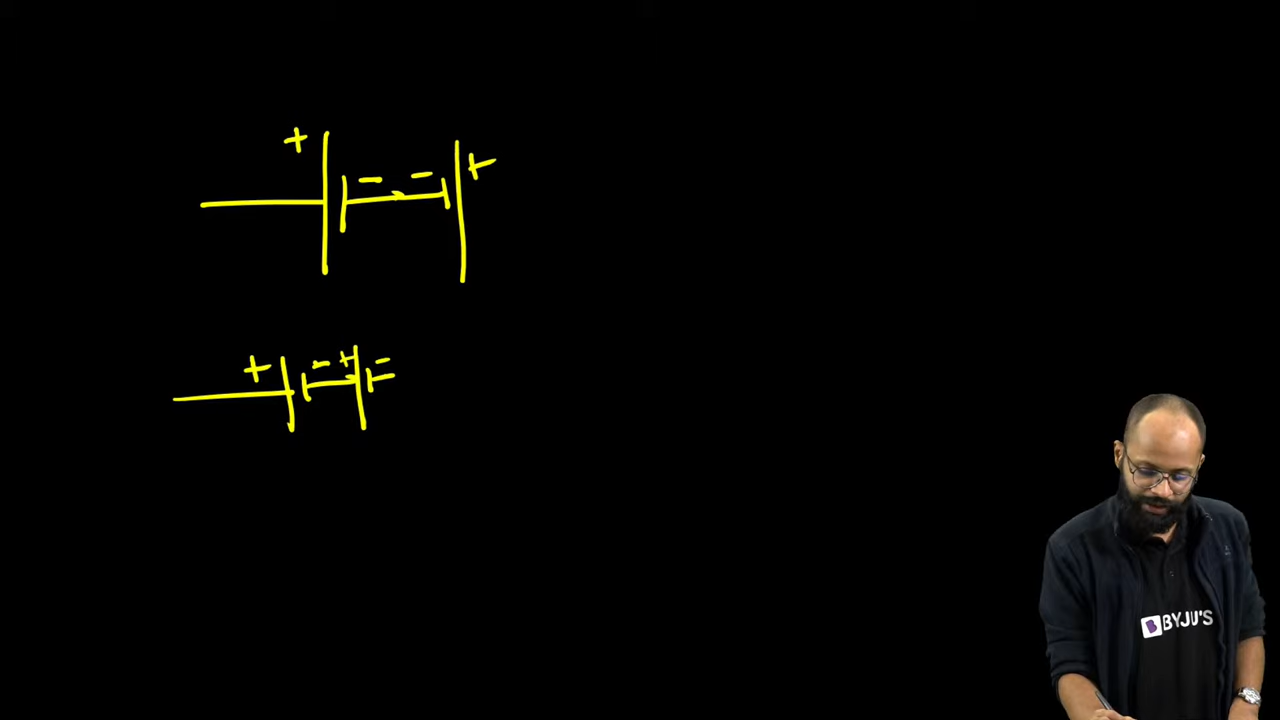 + - - +
+ - + -
BYJU'S